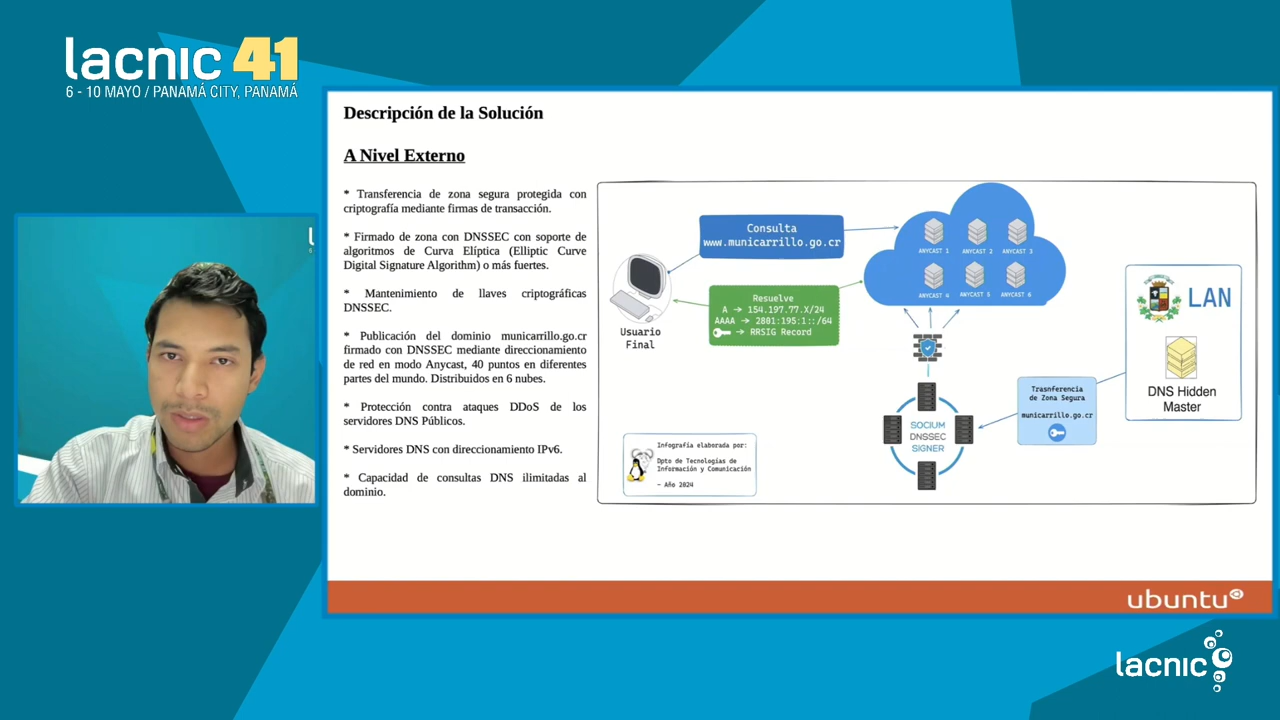 lacnic 41
6 - 10 MAYO / PANAMÁ CITY, PANAMÁ
Descripción de la Solución
A Nivel Externo
* Transferencia de zona segura protegida con
criptografía mediante firmas de transacción.
* Firmado de zona con DNSSEC con soporte de
algoritmos de Curva Elíptica (Elliptic Curve
Digital Signature Algorithm) o más fuertes.
* Mantenimiento de llaves criptográficas
DNSSEC.
* Publicación del dominio municarrillo.go.cr
firmado con DNSSEC mediante direccionamiento
de red en modo Anycast, 40 puntos en diferentes
partes del mundo. Distribuidos en 6 nubes.
* Protección contra ataques DDoS de los
servidores DNS Públicos.
* Servidores DNS con direccionamiento IPv6.
* Capacidad de consultas DNS ilimitadas al
dominio.
Consulta
www.municarrillo.go.cr
Resuelve
A -> 154.197.77.X/24
AAAA -> 2801:195:1::/64
-> RRSIG Record
Usuario
Final
ANYCAST 1
ANYCAST 2
ANYCAST 3
ANYCAST 4
ANYCAST 5
ANYCAST 6
SOCIUM
DNSSEC
SIGNER
Trasnferencia
de Zona Segura
municarrillo.go.cr
LAN
DNS Hidden
Master
Infografía elaborada por:
Dpto de Tecnologías de
Información y Comunicación
- Año 2024
ubuntu
lacnic